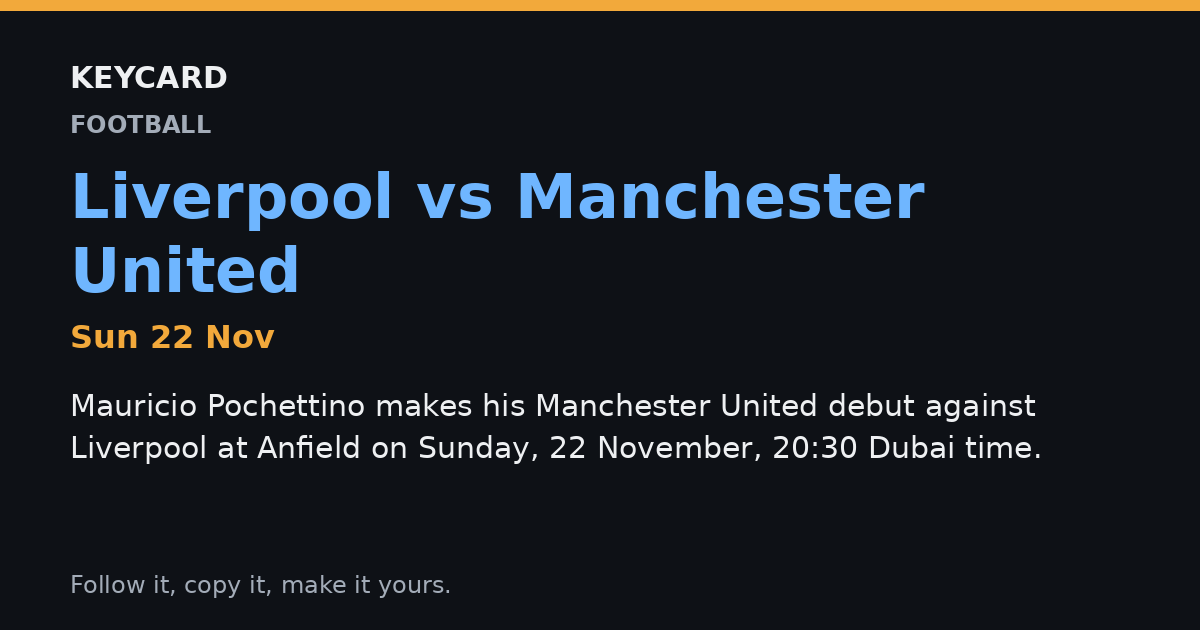 KEYCARD
FOOTBALL
Liverpool vs Manchester
United
Sun 22 Nov
Mauricio Pochettino makes his Manchester United debut against
Liverpool at Anfield on Sunday, 22 November, 20:30 Dubai time.
Follow it, copy it, make it yours.